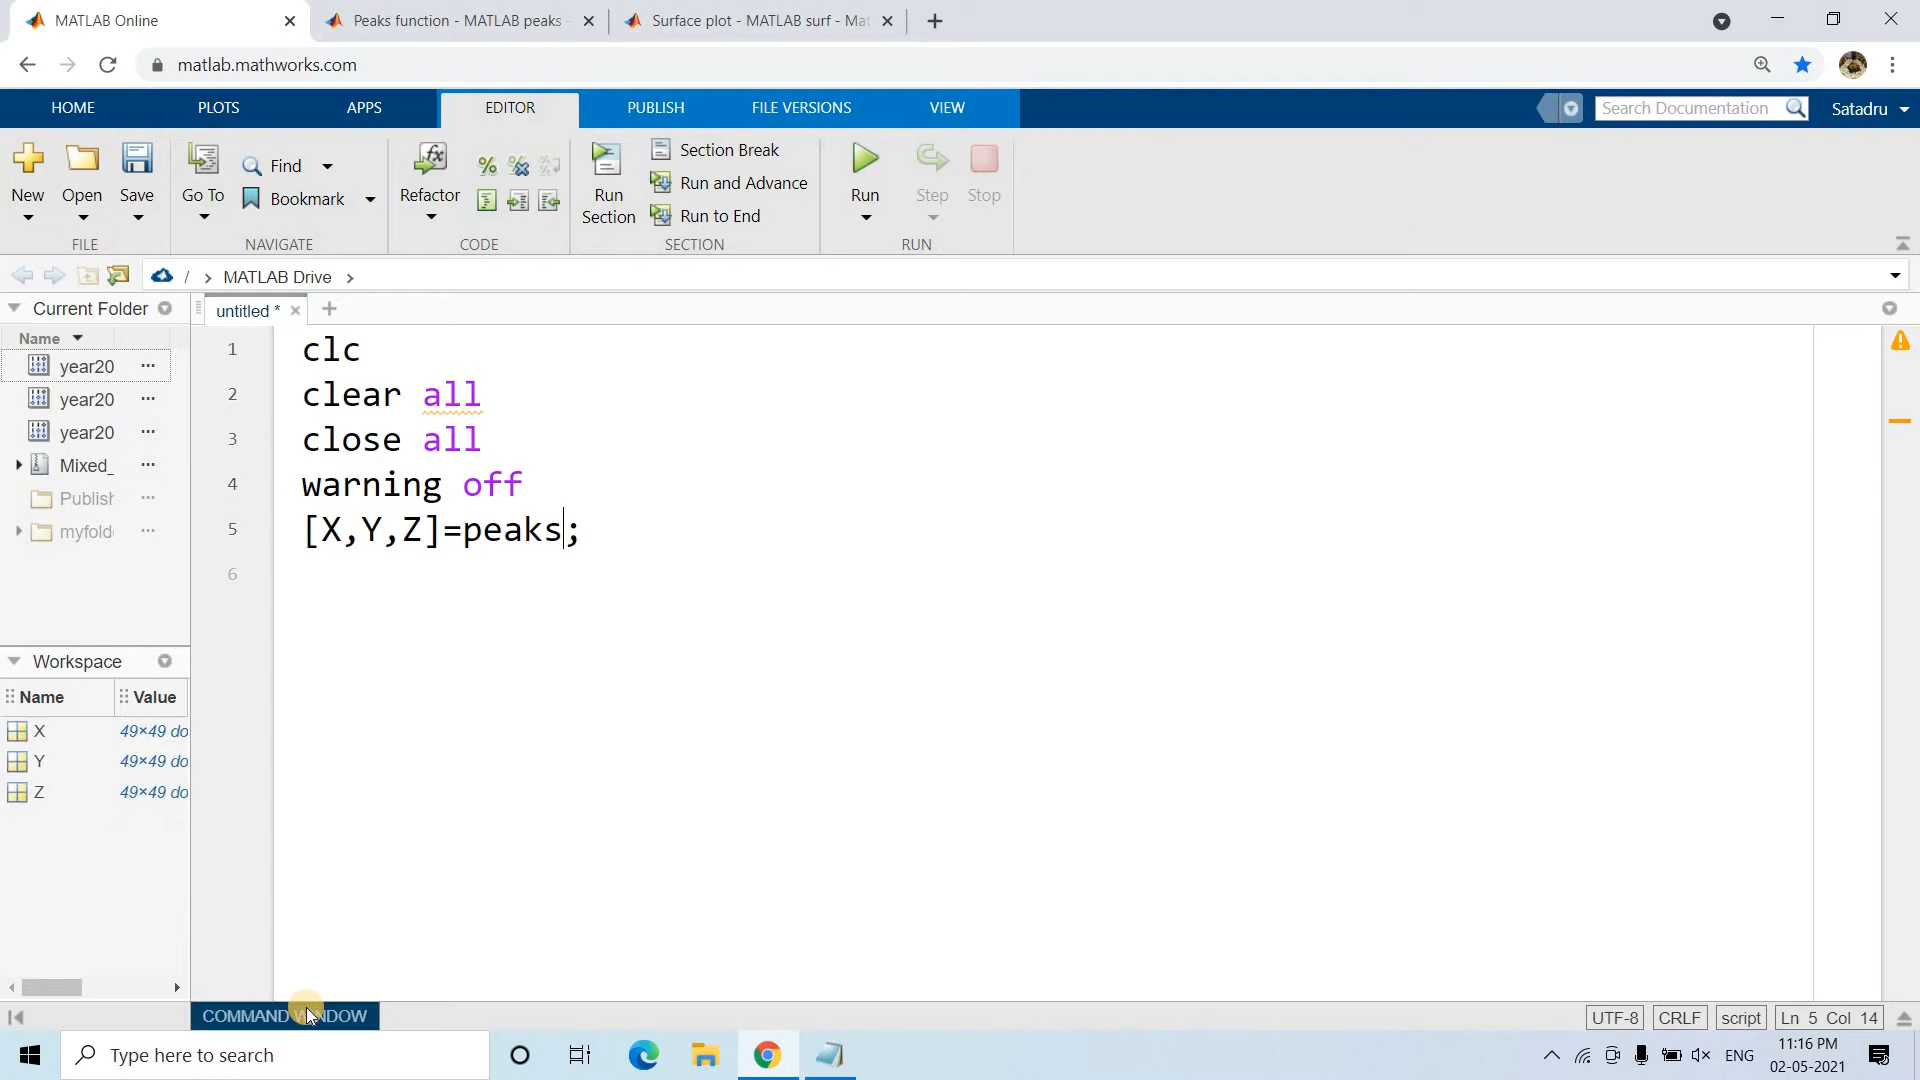 MATLAB Online
Peaks function - MATLAB peaks -
Surface plot - MATLAB surf - Mat
matlab.mathworks.com
HOME
PLOTS
APPS
EDITOR
PUBLISH
FILE VERSIONS
VIEW
Search Documentation
Satadru
New
Open
Save
Go To
Find
Bookmark
Refactor
Run Section
Section Break
Run and Advance
Run to End
Run
Step
Stop
FILE
NAVIGATE
CODE
SECTION
RUN
/ > MATLAB Drive >
Current Folder
untitled *
Name
year20 ...
year20 ...
year20 ...
Mixed_ ...
Publish ...
myfold ...
1 clc
2 clear all
3 close all
4 warning off
5 [X,Y,Z]=peaks;
6
Workspace
Name Value
X 49×49 do
Y 49×49 do
Z 49×49 do
COMMAND WINDOW
UTF-8
CRLF
script
Ln 5 Col 14
Type here to search
ENG
11:16 PM
02-05-2021